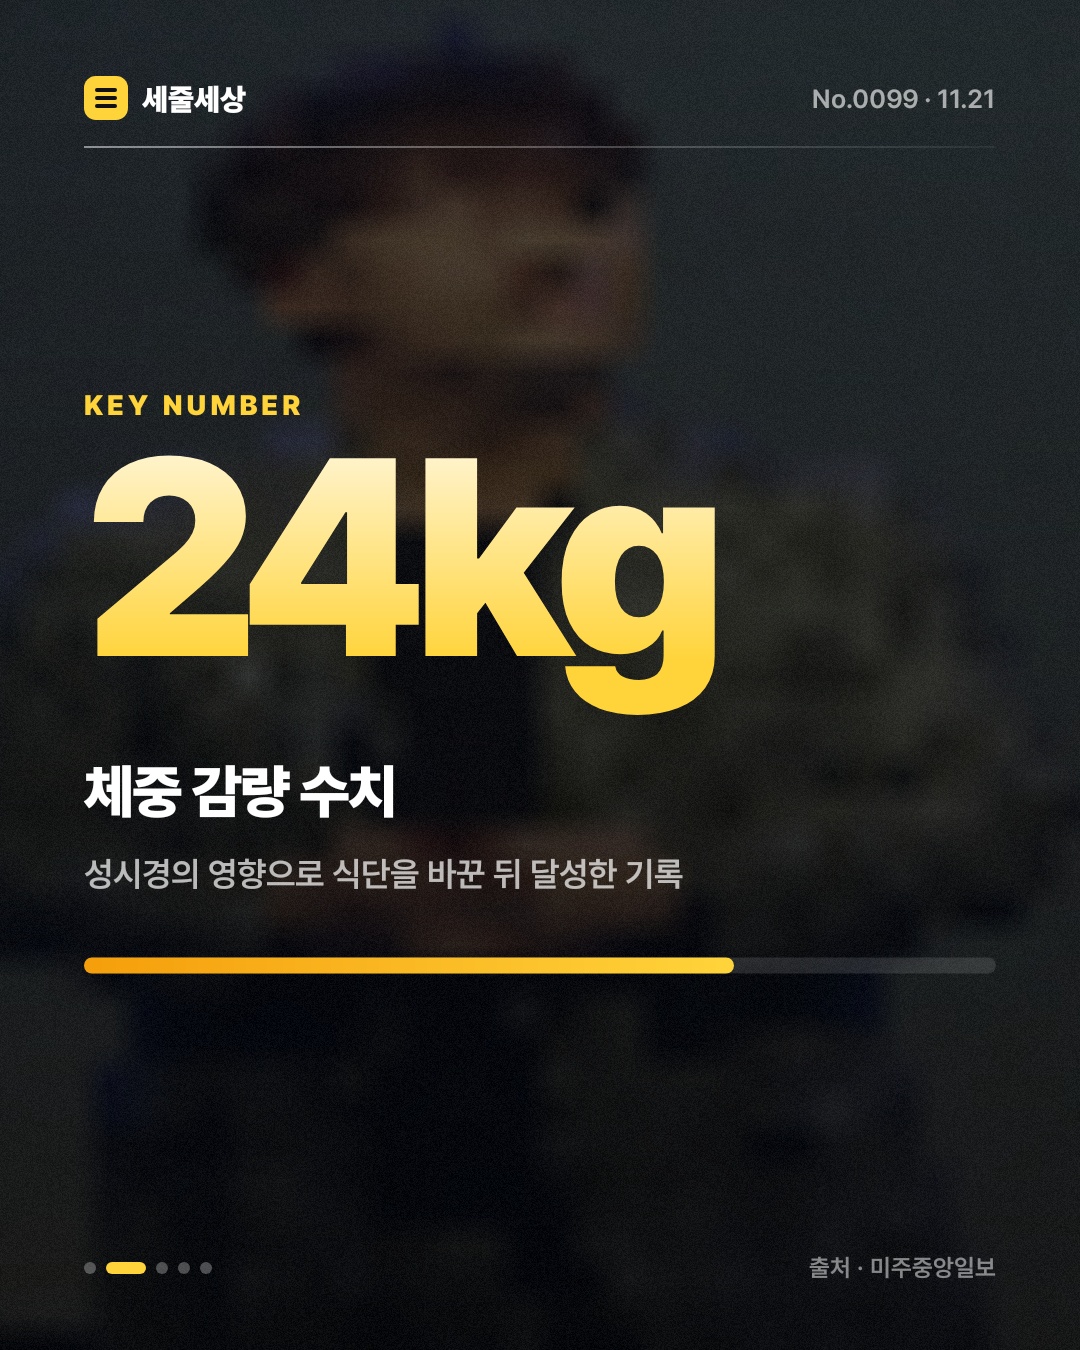 세줄세상
No.0099 · 11.21
KEY NUMBER
24kg
체중 감량 수치
성시경의 영향으로 식단을 바꾼 뒤 달성한 기록
출처 · 미주중앙일보